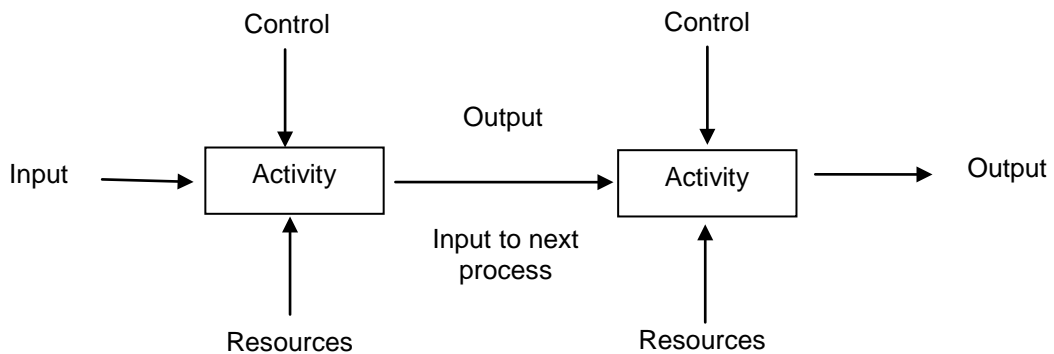 Control
Control
Output
Input
Activity
Activity
Output
Input to next
process
Resources
Resources